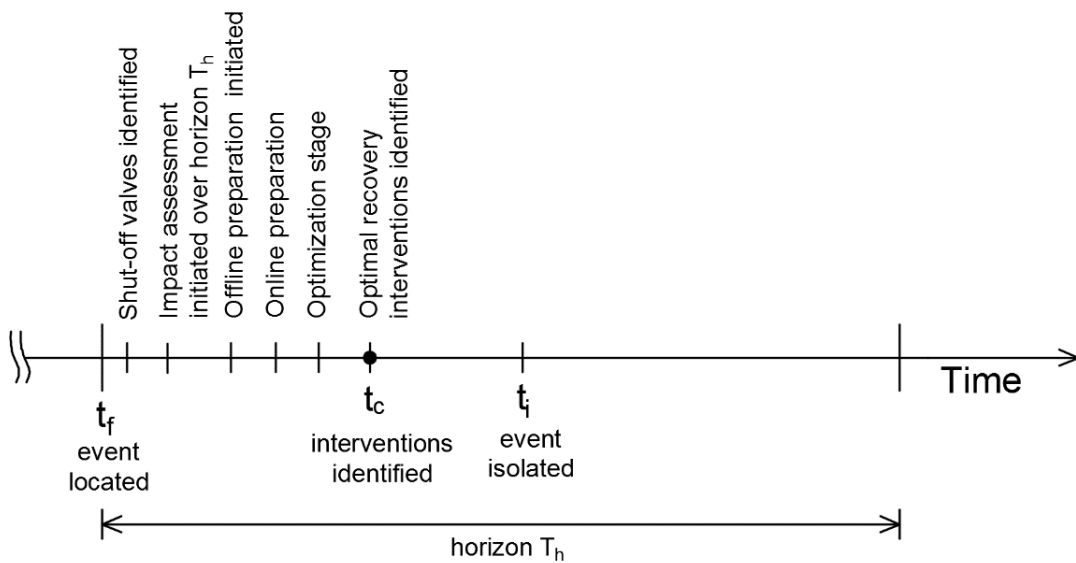 Shut-off valves identified
Impact assessment
initiated over horizon Th
Offline preparation  initiated
Online preparation
Optimization stage
Optimal recovery
interventions identified
Time
tf
event
located
tc
interventions
identified
ti
event
isolated
horizon Th